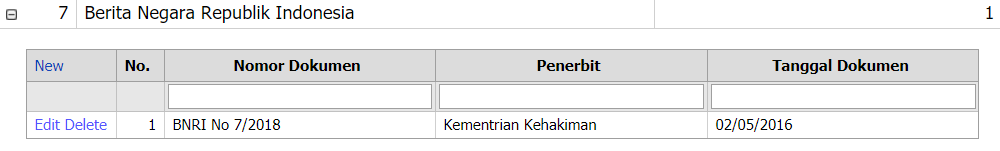 7 Berita Negara Republik Indonesia 1
New No. Nomor Dokumen Penerbit Tanggal Dokumen
Edit Delete 1 BNRI No 7/2018 Kementrian Kehakiman 02/05/2016